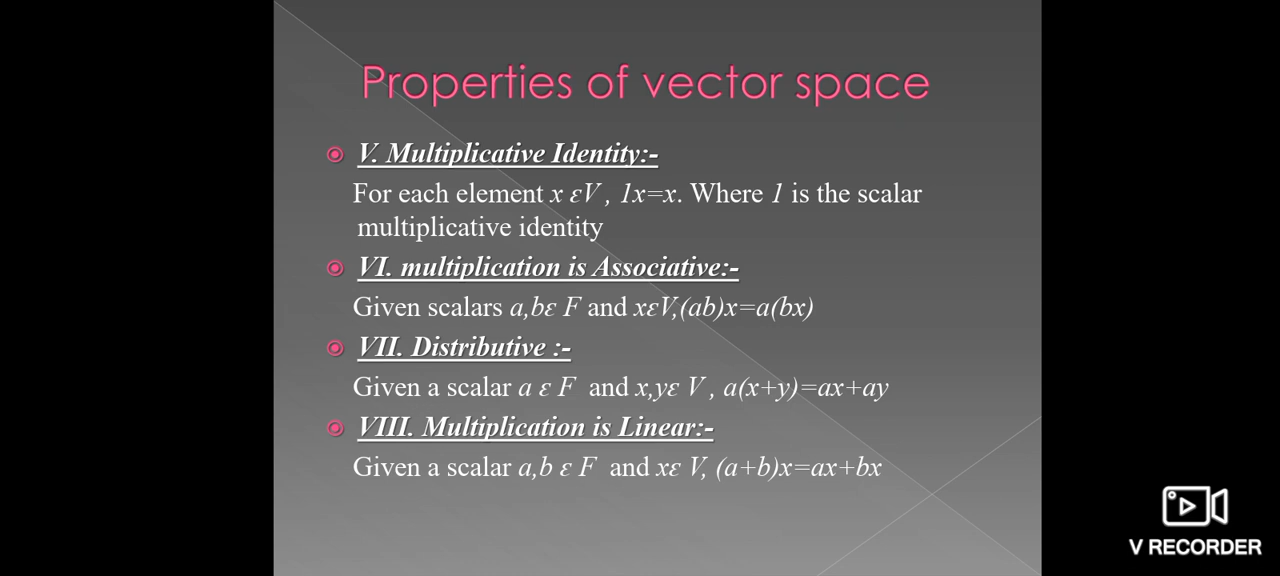 Properties of vector space
V. Multiplicative Identity:-
For each element x εV , 1x=x. Where 1 is the scalar
multiplicative identity
VI. multiplication is Associative:-
Given scalars a,bε F and xεV,(ab)x=a(bx)
VII. Distributive :-
Given a scalar a ε F and x,yε V , a(x+y)=ax+ay
VIII. Multiplication is Linear:-
Given a scalar a,b ε F and xε V, (a+b)x=ax+bx
V RECORDER